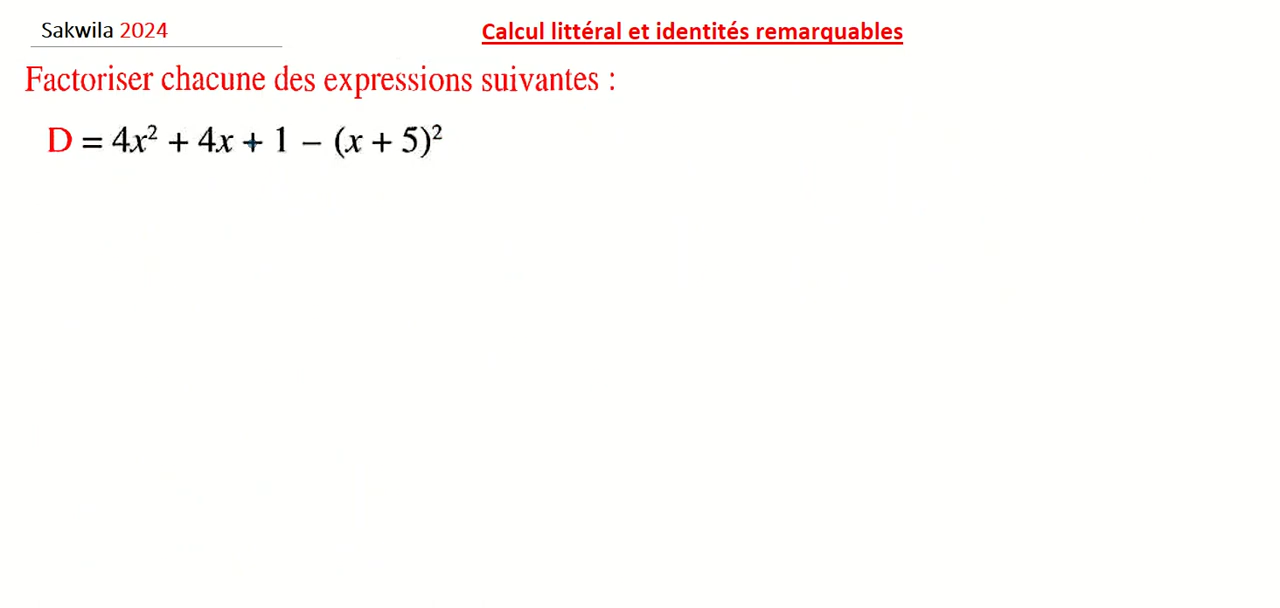 Sakwila 2024
Calcul littéral et identités remarquables
Factoriser chacune des expressions suivantes :
D = 4x² + 4x + 1 – (x + 5)²